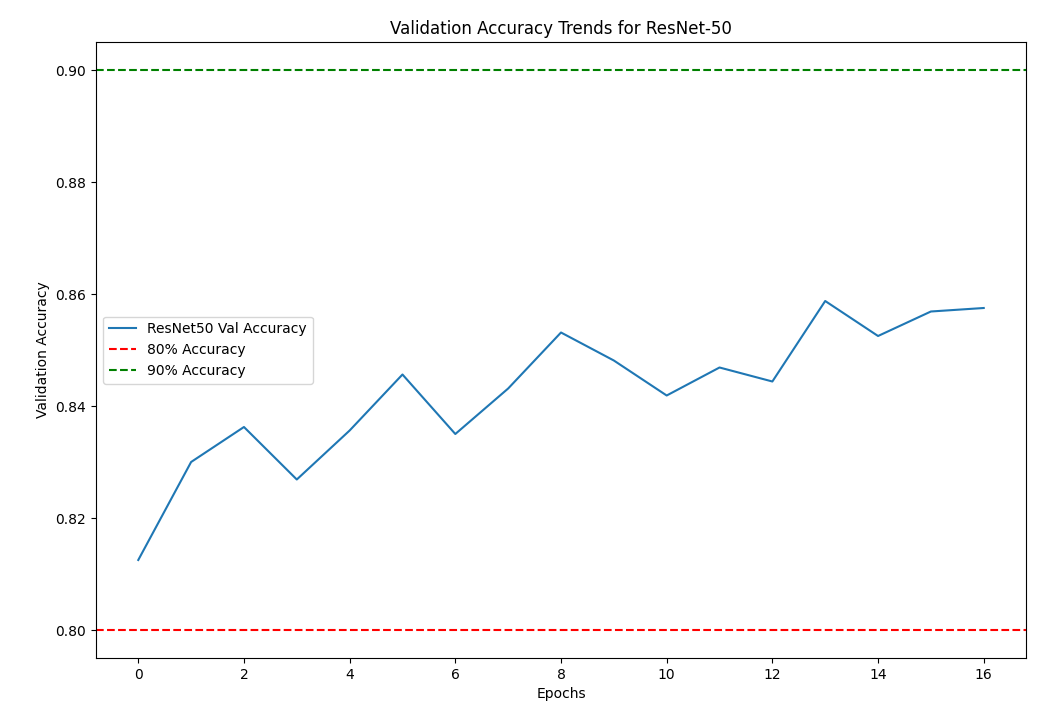 Validation Accuracy Trends for ResNet-50
0.90
0.88
0.86
0.84
0.82
0.80
Validation Accuracy
ResNet50 Val Accuracy
80% Accuracy
90% Accuracy
0 2 4 6 8 10 12 14 16
Epochs